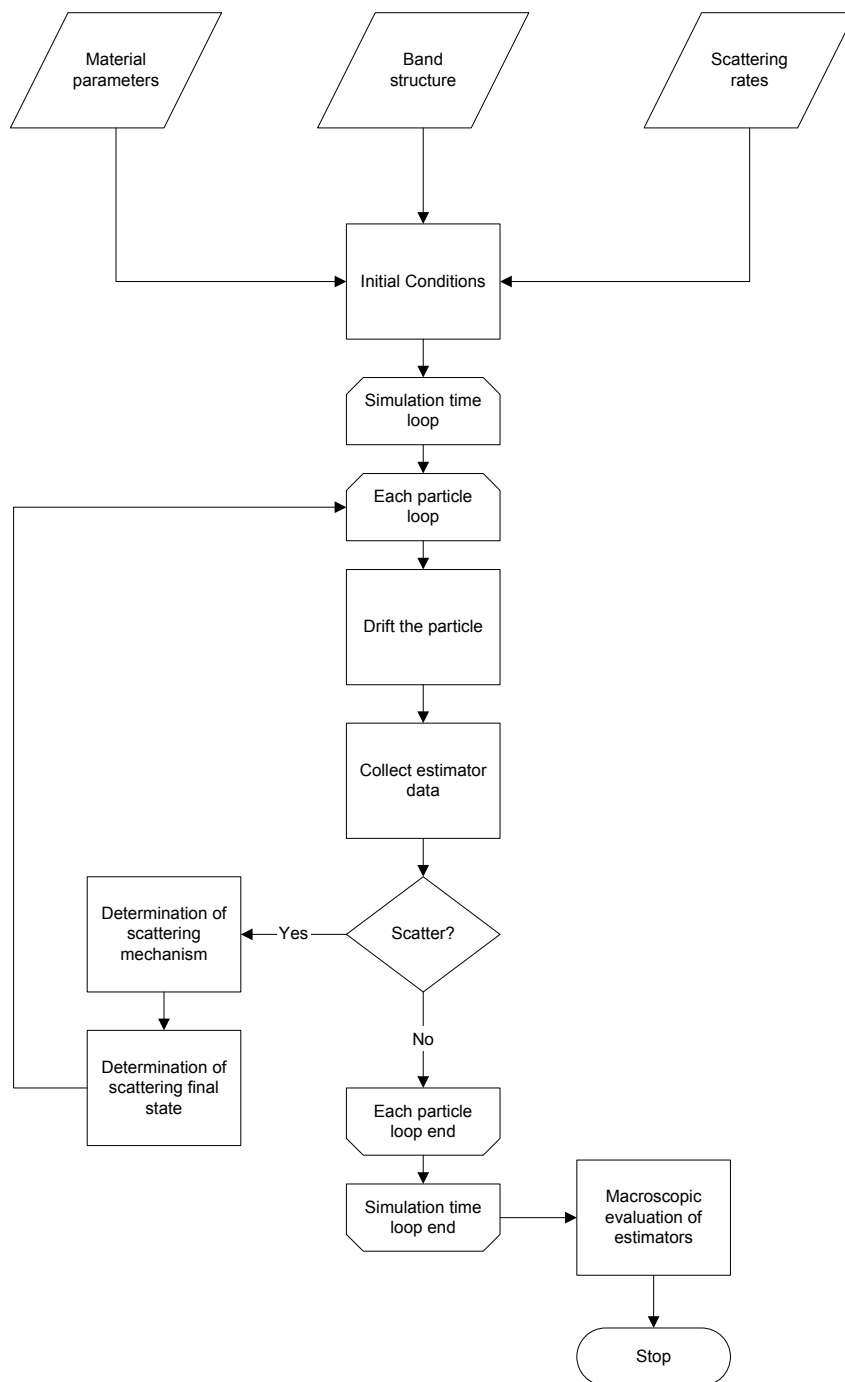 Material
parameters
Band
structure
Scattering
rates
Initial Conditions
Simulation time
loop
Each particle
loop
Drift the particle
Collect estimator
data
Scatter?
Yes
Determination of
scattering
mechanism
Determination of
scattering final
state
No
Each particle
loop end
Simulation time
loop end
Macroscopic
evaluation of
estimators
Stop